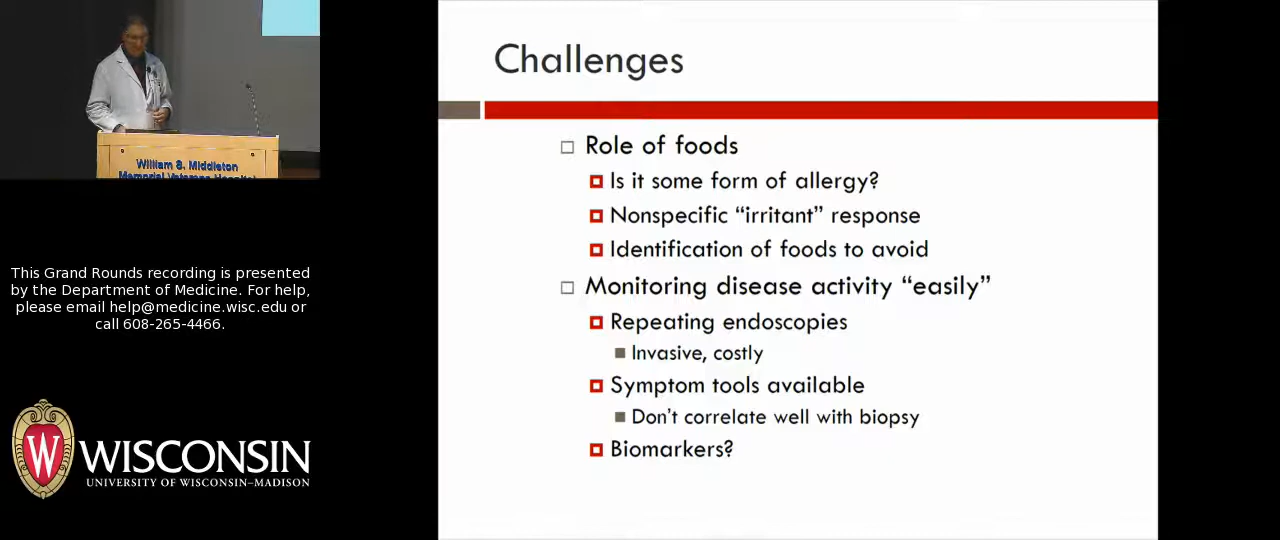 Challenges
Role of foods
Is it some form of allergy?
Nonspecific “irritant” response
Identification of foods to avoid
Monitoring disease activity “easily”
Repeating endoscopies
Invasive, costly
Symptom tools available
Don’t correlate well with biopsy
Biomarkers?
William S. Middleton
Memorial Veterans Hospital
This Grand Rounds recording is presented
by the Department of Medicine. For help,
please email help@medicine.wisc.edu or
call 608-265-4466.
W
WISCONSIN
UNIVERSITY OF WISCONSIN–MADISON